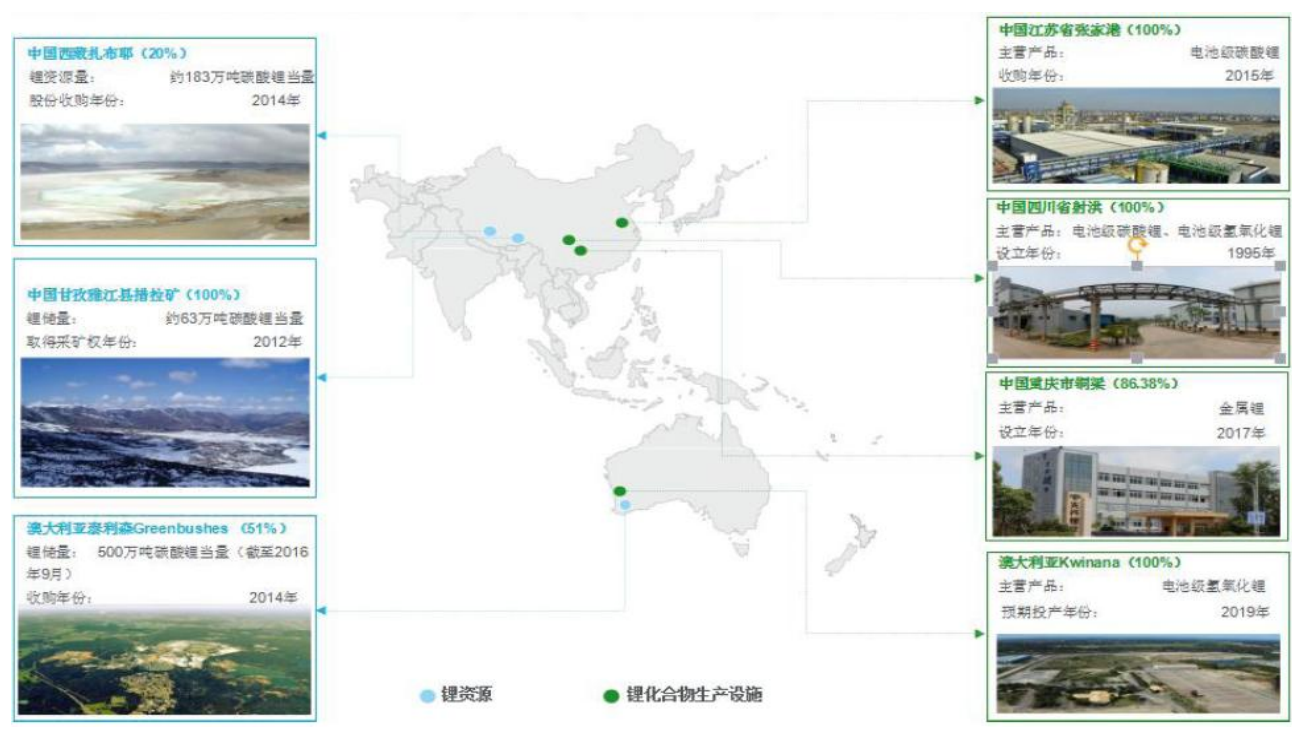 中国西藏扎布耶（20%）
锂资源量： 约183万吨碳酸锂当量
股份收购年份： 2014年
中国甘孜雅江县措拉矿（100%）
锂储量： 约63万吨碳酸锂当量
取得采矿权年份： 2012年
澳大利亚泰利森Greenbushes （51%）
锂储量： 500万吨碳酸锂当量（截至2016
年9月）
收购年份： 2014年
锂资源
锂化合物生产设施
中国江苏省张家港（100%）
主营产品： 电池级碳酸锂
收购年份： 2015年
中国四川省射洪（100%）
主营产品：电池级碳酸锂、电池级氢氧化锂
设立年份： 1995年
中国重庆市铜梁（86.38%）
主营产品： 金属锂
设立年份： 2017年
澳大利亚Kwinana（100%）
主营产品： 电池级氢氧化锂
预期投产年份： 2019年